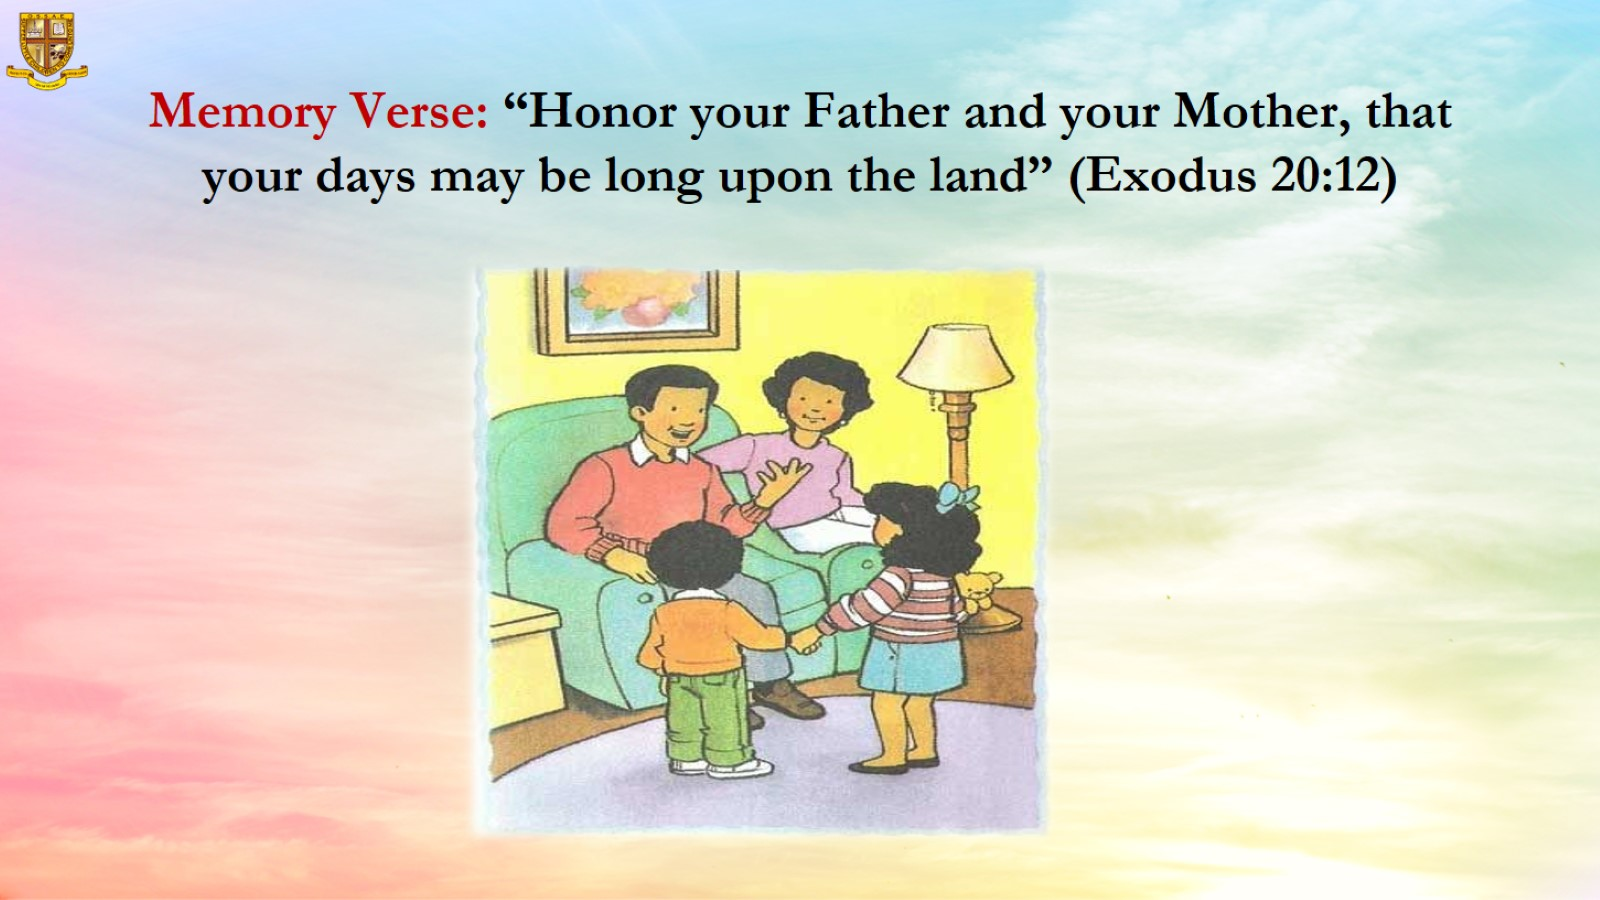 Memory Verse: “Honor your Father and your Mother, that
your days may be long upon the land” (Exodus 20:12)